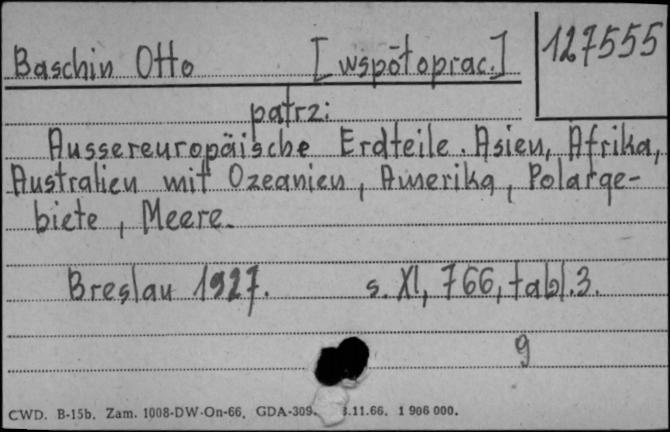 Baschin Otto [współoprac.] 127555
patrz:
Aussereuropäische Erdteile. Asien, Afrika,
Australien mit Ozeanien, Amerika, Polarge-
biete, Meere.
Breslau 1927. s. XI, 766, tabl. 3.
9
CWD. B-15b. Zam. 1008-DW-On-66. GDA-309. .11.66. 1 906 000.